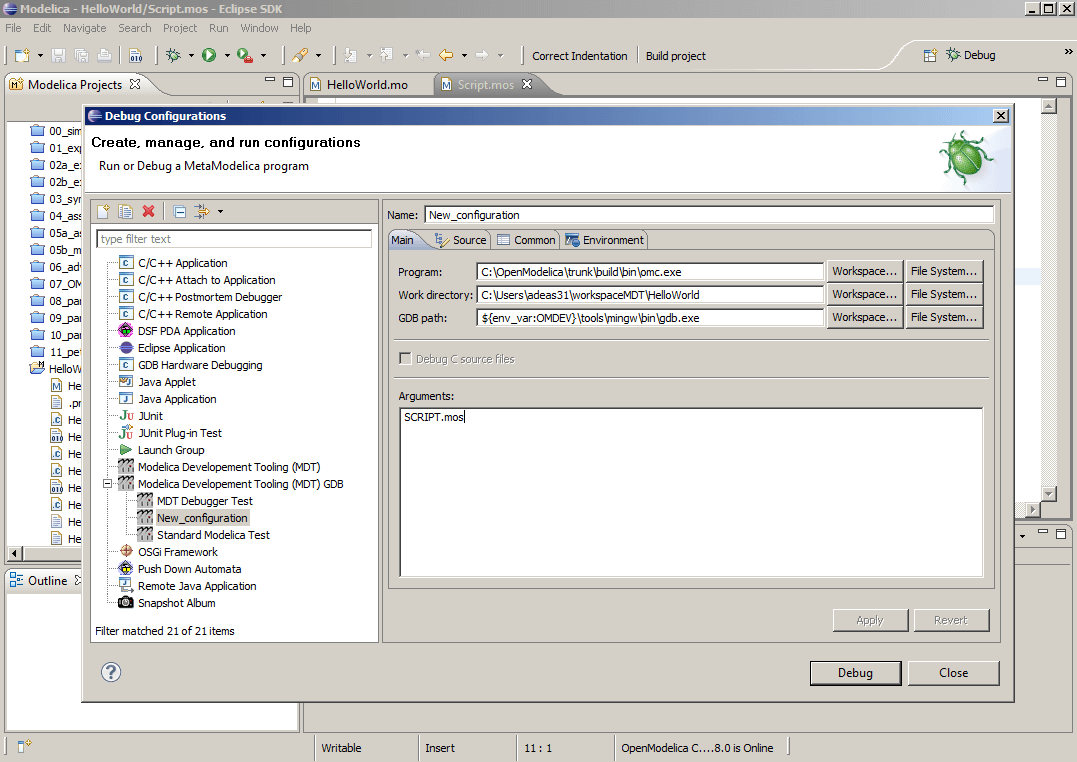 Modelica - HelloWorld/Script.mos - Eclipse SDK
File Edit Navigate Search Project Run Window Help
Correct Indentation Build project Debug
Modelica Projects HelloWorld.mo Script.mos
00_sim
01_exp
02a_e
02b_e
03_syr
04_ass
05a_as
05b_m
06_adv
07_OM
08_par
09_par
10_par
11_pet
HelloW
He
.pr
He
He
He
He
He
He
He
He
Outline
Debug Configurations
Create, manage, and run configurations
Run or Debug a MetaModelica program
type filter text
C/C++ Application
C/C++ Attach to Application
C/C++ Postmortem Debugger
C/C++ Remote Application
DSF PDA Application
Eclipse Application
GDB Hardware Debugging
Java Applet
Java Application
JUnit
JUnit Plug-in Test
Launch Group
Modelica Developement Tooling (MDT)
Modelica Developement Tooling (MDT) GDB
MDT Debugger Test
New_configuration
Standard Modelica Test
OSGi Framework
Push Down Automata
Remote Java Application
Snapshot Album
Filter matched 21 of 21 items
Name: New_configuration
Main Source Common Environment
Program: C:\OpenModelica\trunk\build\bin\omc.exe Workspace... File System...
Work directory: C:\Users\adeas31\workspaceMDT\HelloWorld Workspace... File System...
GDB path: ${env_var:OMDEV}\tools\mingw\bin\gdb.exe Workspace... File System...
Debug C source files
Arguments:
SCRIPT.mos
Apply Revert
Debug Close
Writable Insert 11 : 1 OpenModelica C....8.0 is Online